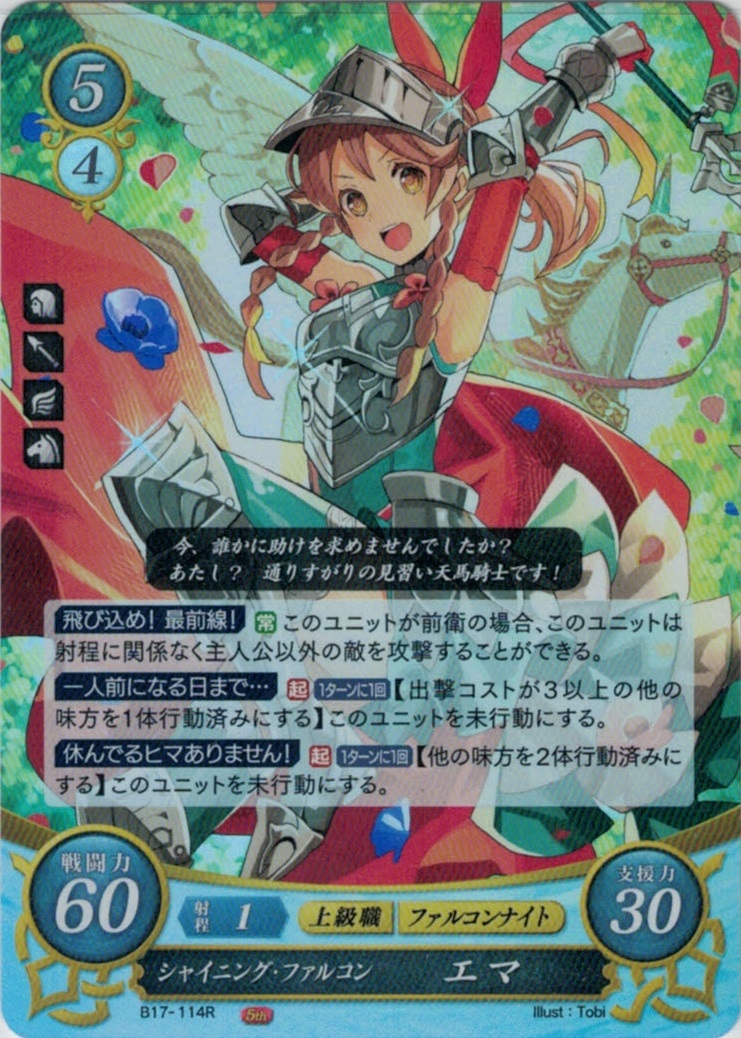 5
4
今、誰かに助けを求めませんでしたか?
あたし? 通りすがりの見習い天馬騎士です!
飛び込め! 最前線! 常 このユニットが前衛の場合、このユニットは
射程に関係なく主人公以外の敵を攻撃することができる。
一人前になる日まで… 起 1ターンに1回【出撃コストが3以上の他の
味方を1体行動済みにする】このユニットを未行動にする。
休んでるヒマありません! 起 1ターンに1回【他の味方を2体行動済みに
する】このユニットを未行動にする。
戦闘力
60
射程 1
上級職 ファルコンナイト
支援力
30
シャイニング・ファルコン エマ
B17-114R 5th Illust : Tobi